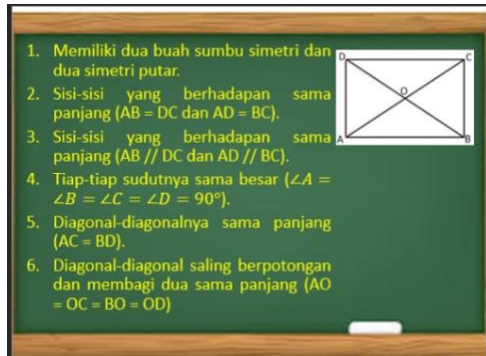 1. Memiliki dua buah sumbu simetri dan
dua simetri putar.
2. Sisi-sisi yang berhadapan sama
panjang (AB = DC dan AD = BC).
3. Sisi-sisi yang berhadapan sama
panjang (AB // DC dan AD // BC).
4. Tiap-tiap sudutnya sama besar (∠A =
∠B = ∠C = ∠D = 90°).
5. Diagonal-diagonalnya sama panjang
(AC = BD).
6. Diagonal-diagonal saling berpotongan
dan membagi dua sama panjang (AO
= OC = BO = OD)
D C
O
A B